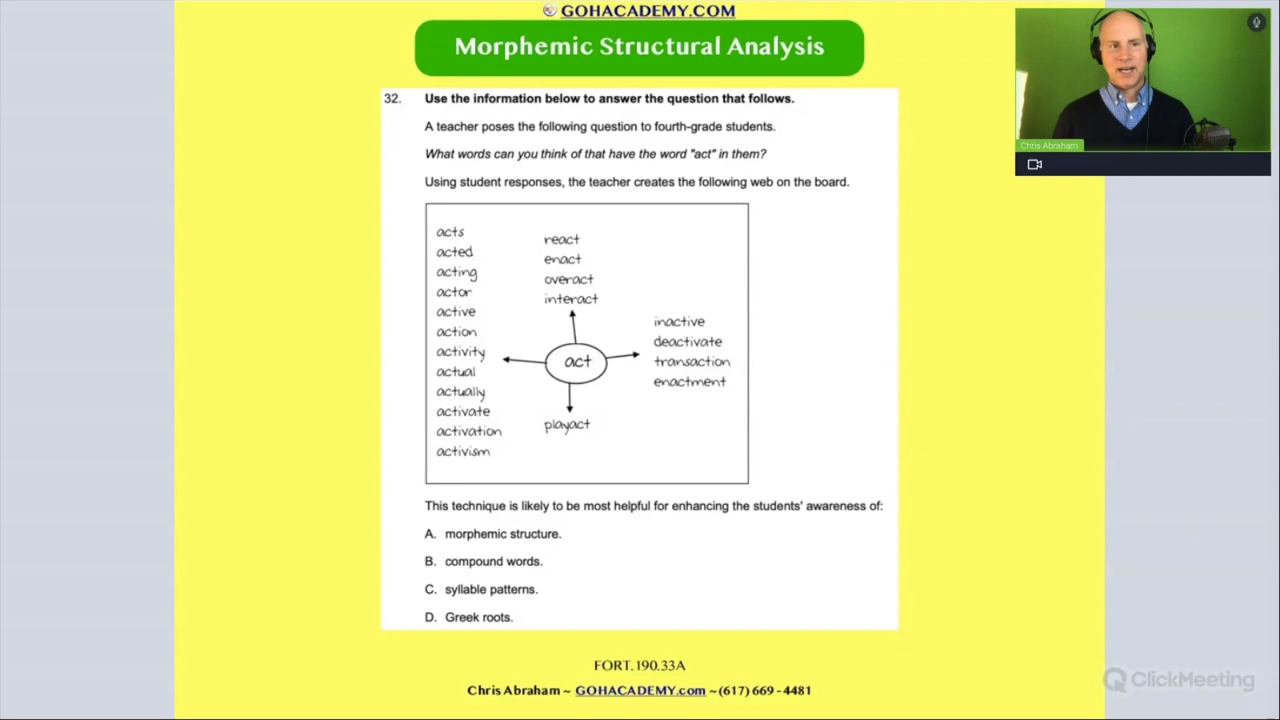 GOHACADEMY.COM
Morphemic Structural Analysis
Chris Abraham
32. Use the information below to answer the question that follows.
A teacher poses the following question to fourth-grade students.
What words can you think of that have the word "act" in them?
Using student responses, the teacher creates the following web on the board.
acts
acted
acting
actor
active
action
activity
actual
actually
activate
activation
activism
react
enact
overact
interact
inactive
deactivate
transaction
enactment
act
playact
This technique is likely to be most helpful for enhancing the students' awareness of:
A. morphemic structure.
B. compound words.
C. syllable patterns.
D. Greek roots.
FORT.190.33A
Chris Abraham ~ GOHACADEMY.com ~(617) 669 - 4481
ClickMeeting